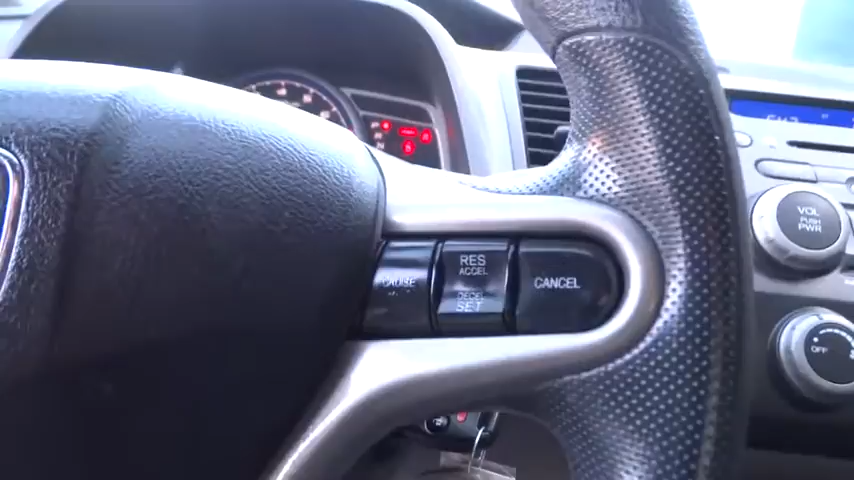 CRUISE
RES
ACCEL
DECEL
SET
CANCEL
VOL
PUSH
PWR
OFF